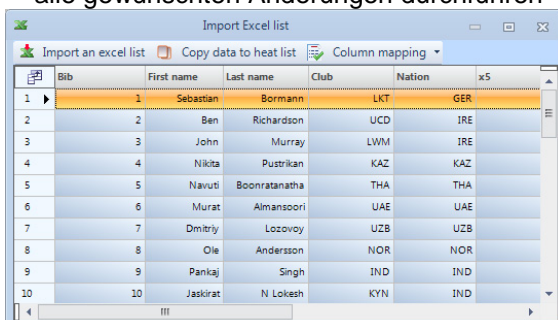 alle gewünschten Änderungen durchführen
Import Excel list
Import an excel list Copy data to heat list Column mapping
Bib First name Last name Club Nation x5
1 1 Sebastian Bormann LKT GER
2 2 Ben Richardson UCD IRE
3 3 John Murray LWM IRE
4 4 Nikita Pustrikan KAZ KAZ
5 5 Navuti Boonratanatha THA THA
6 6 Murat Almansoori UAE UAE
7 7 Dmitriy Lozovoy UZB UZB
8 8 Ole Andersson NOR NOR
9 9 Pankaj Singh IND IND
10 10 Jaskirat N Lokesh KYN IND